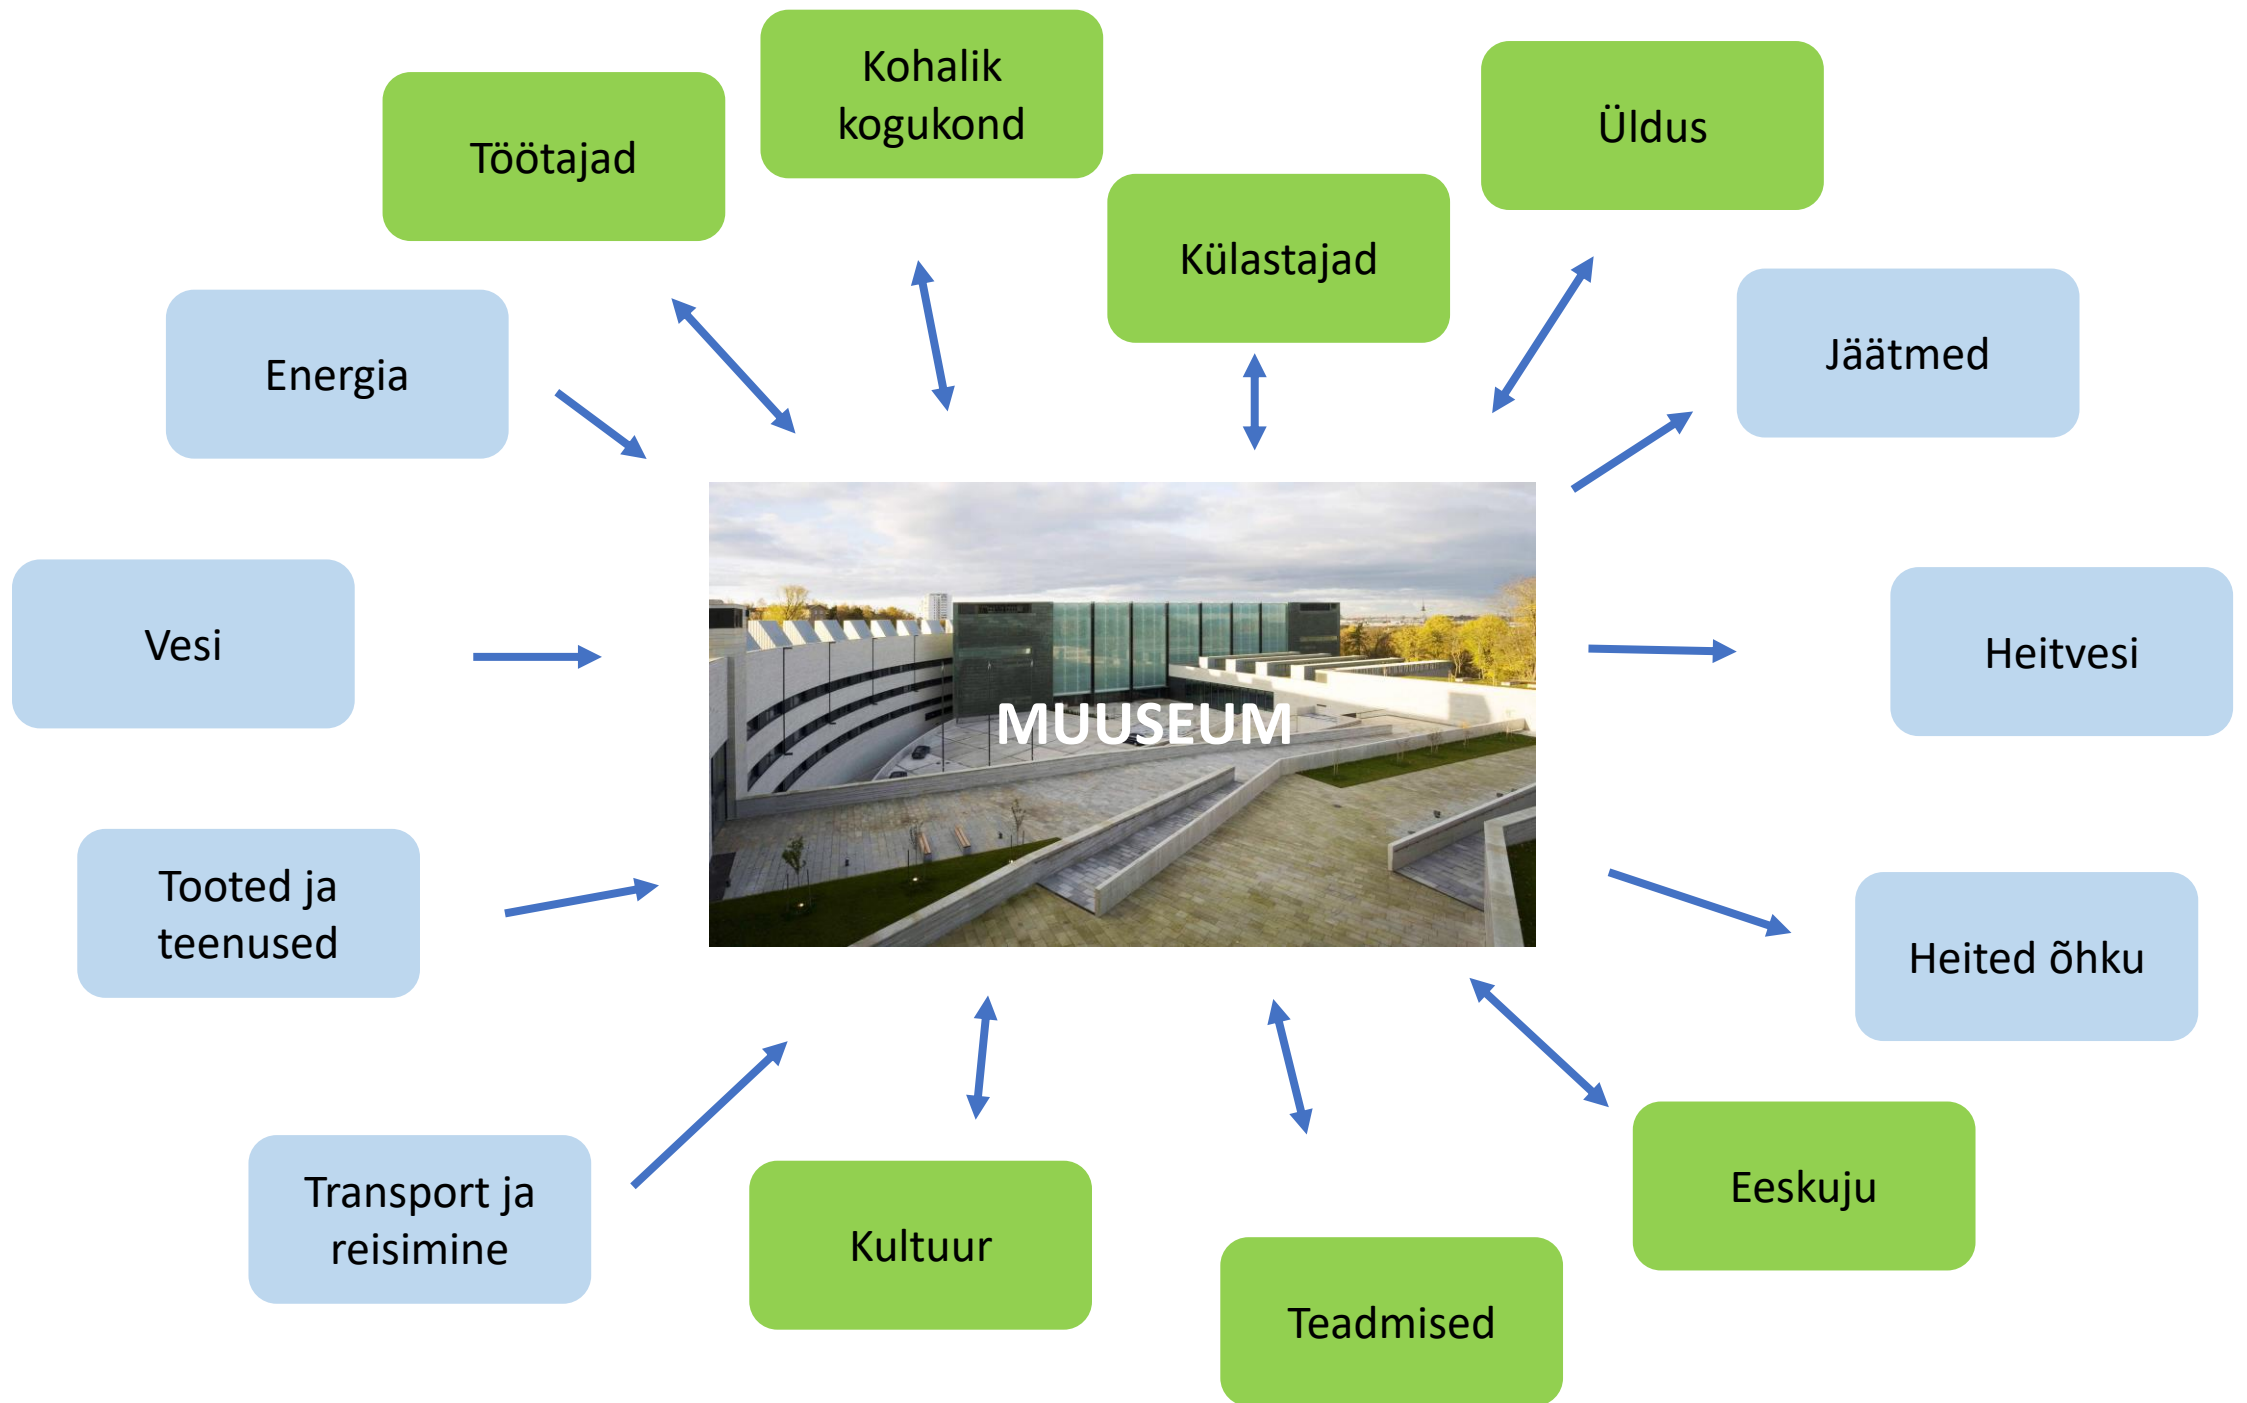 Kohalik
kogukond
Töötajad
Üldus
Külastajad
Energia
Jäätmed
Vesi
Heitvesi
MUUSEUM
Tooted ja
teenused
Heited õhku
Transport ja
reisimine
Kultuur
Eeskuju
Teadmised